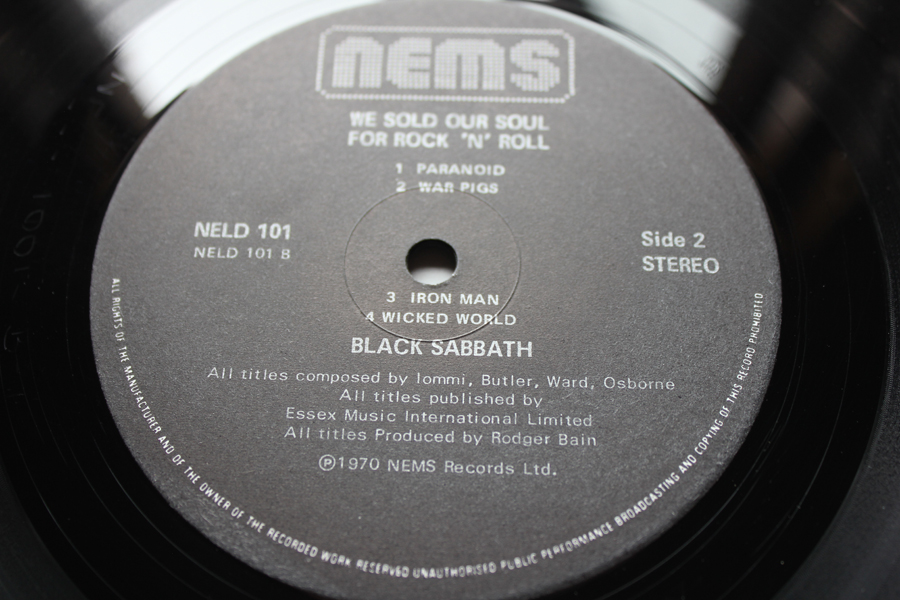 nems
WE SOLD OUR SOUL
FOR ROCK 'N' ROLL
1 PARANOID
2 WAR PIGS
NELD 101
NELD 101 B
Side 2
STEREO
3 IRON MAN
4 WICKED WORLD
BLACK SABBATH
All titles composed by Iommi, Butler, Ward, Osborne
All titles published by
Essex Music International Limited
All titles Produced by Rodger Bain
℗1970 NEMS Records Ltd.
ALL RIGHTS OF THE MANUFACTURER AND OF THE OWNER OF THE RECORDED WORK RESERVED UNAUTHORISED PUBLIC PERFORMANCE BROADCASTING AND COPYING OF THIS RECORD PROHIBITED